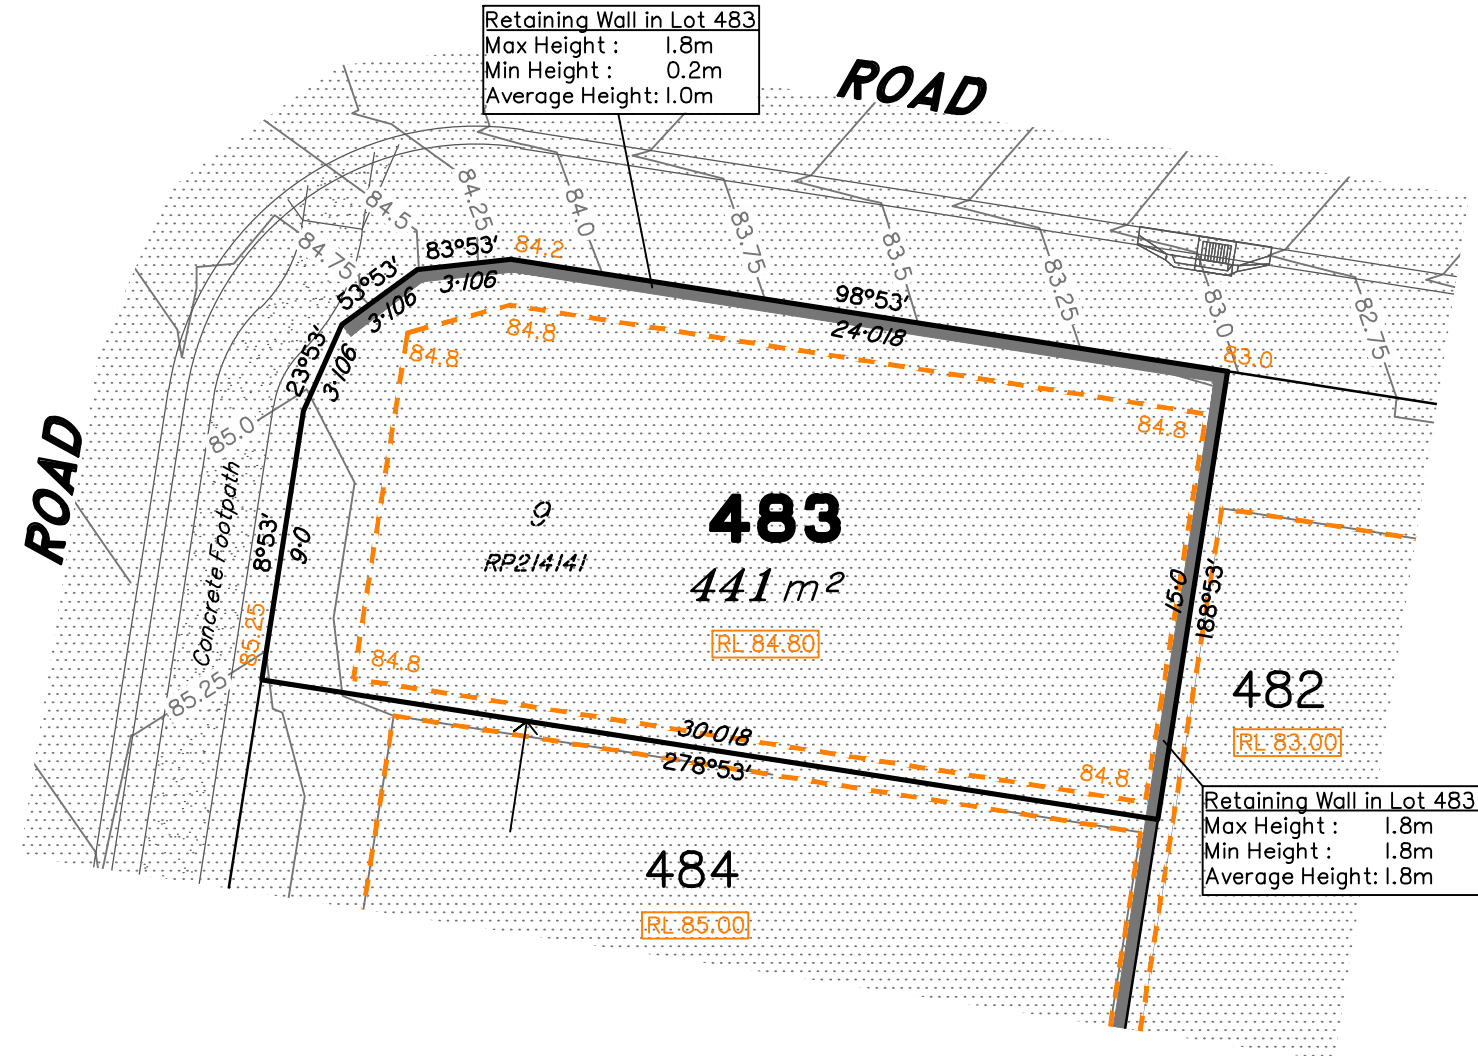 Retaining Wall in Lot 483
Max Height : 1.8m
Min Height : 0.2m
Average Height: 1.0m
ROAD
84.5
84.25
84.0
83.75
83.5
83.25
83.0
82.75
84.75
83°53'
84.2
53°53'
3·106
3·106
98°53'
24·018
23°53'
3·106
84.8
84.8
83.0
84.8
85.0
ROAD
Concrete Footpath
8°53'
9·0
9
RP214141
483
441 m²
RL 84.80
15·0
188°53'
85.25
85.25
84.8
30·018
278°53'
84.8
482
RL 83.00
Retaining Wall in Lot 483
Max Height : 1.8m
Min Height : 1.8m
Average Height: 1.8m
484
RL 85.00